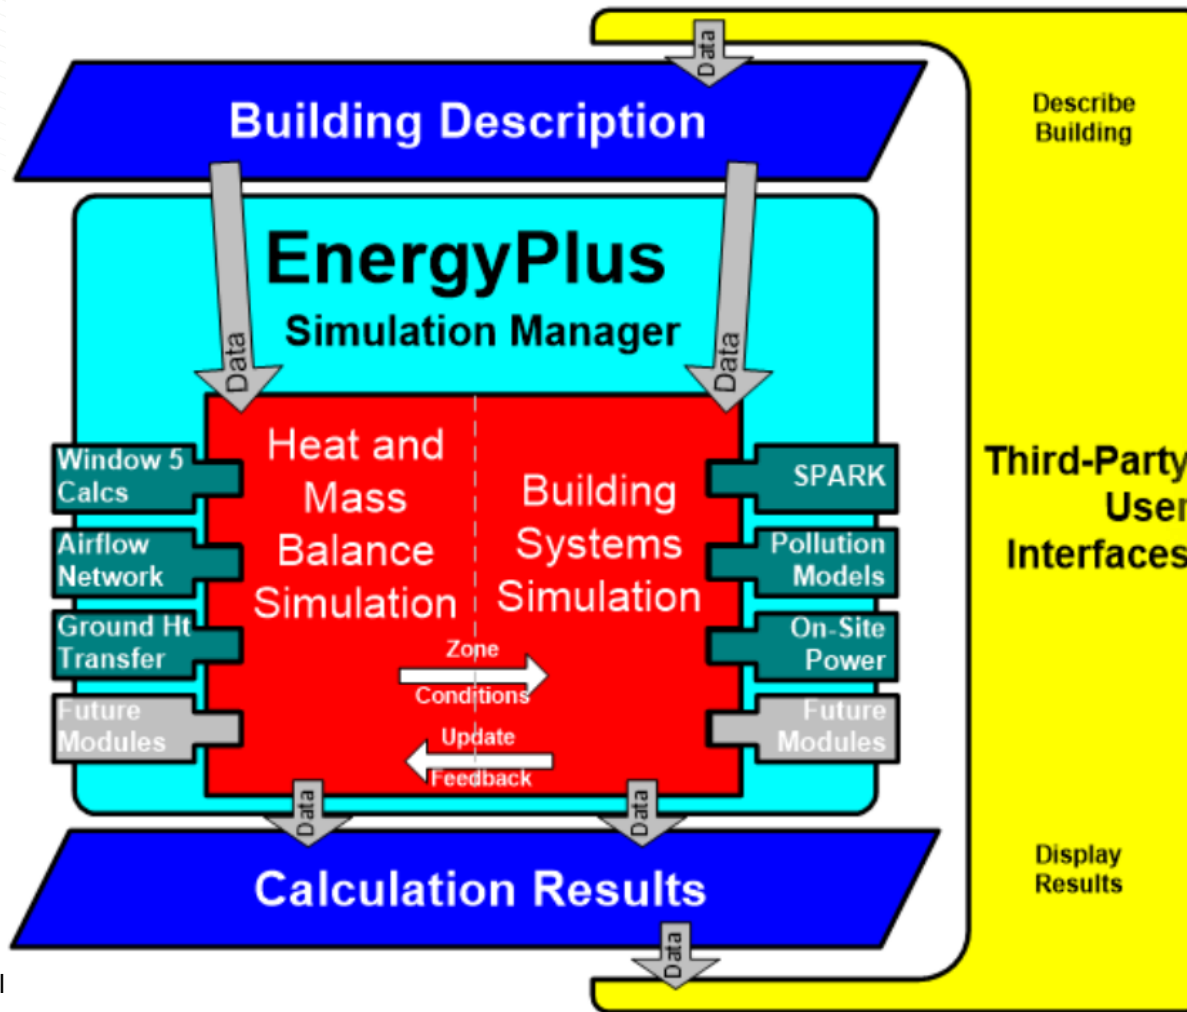 Data
Building Description
Describe
Building
EnergyPlus
Simulation Manager
Data
Data
Window 5
Calcs
Airflow
Network
Ground Ht
Transfer
Future
Modules
Heat and
Mass
Balance
Simulation
Building
Systems
Simulation
Zone
Conditions
Update
Feedback
SPARK
Pollution
Models
On-Site
Power
Future
Modules
Third-Party
User
Interfaces
Data
Data
Calculation Results
Display
Results
Data
l